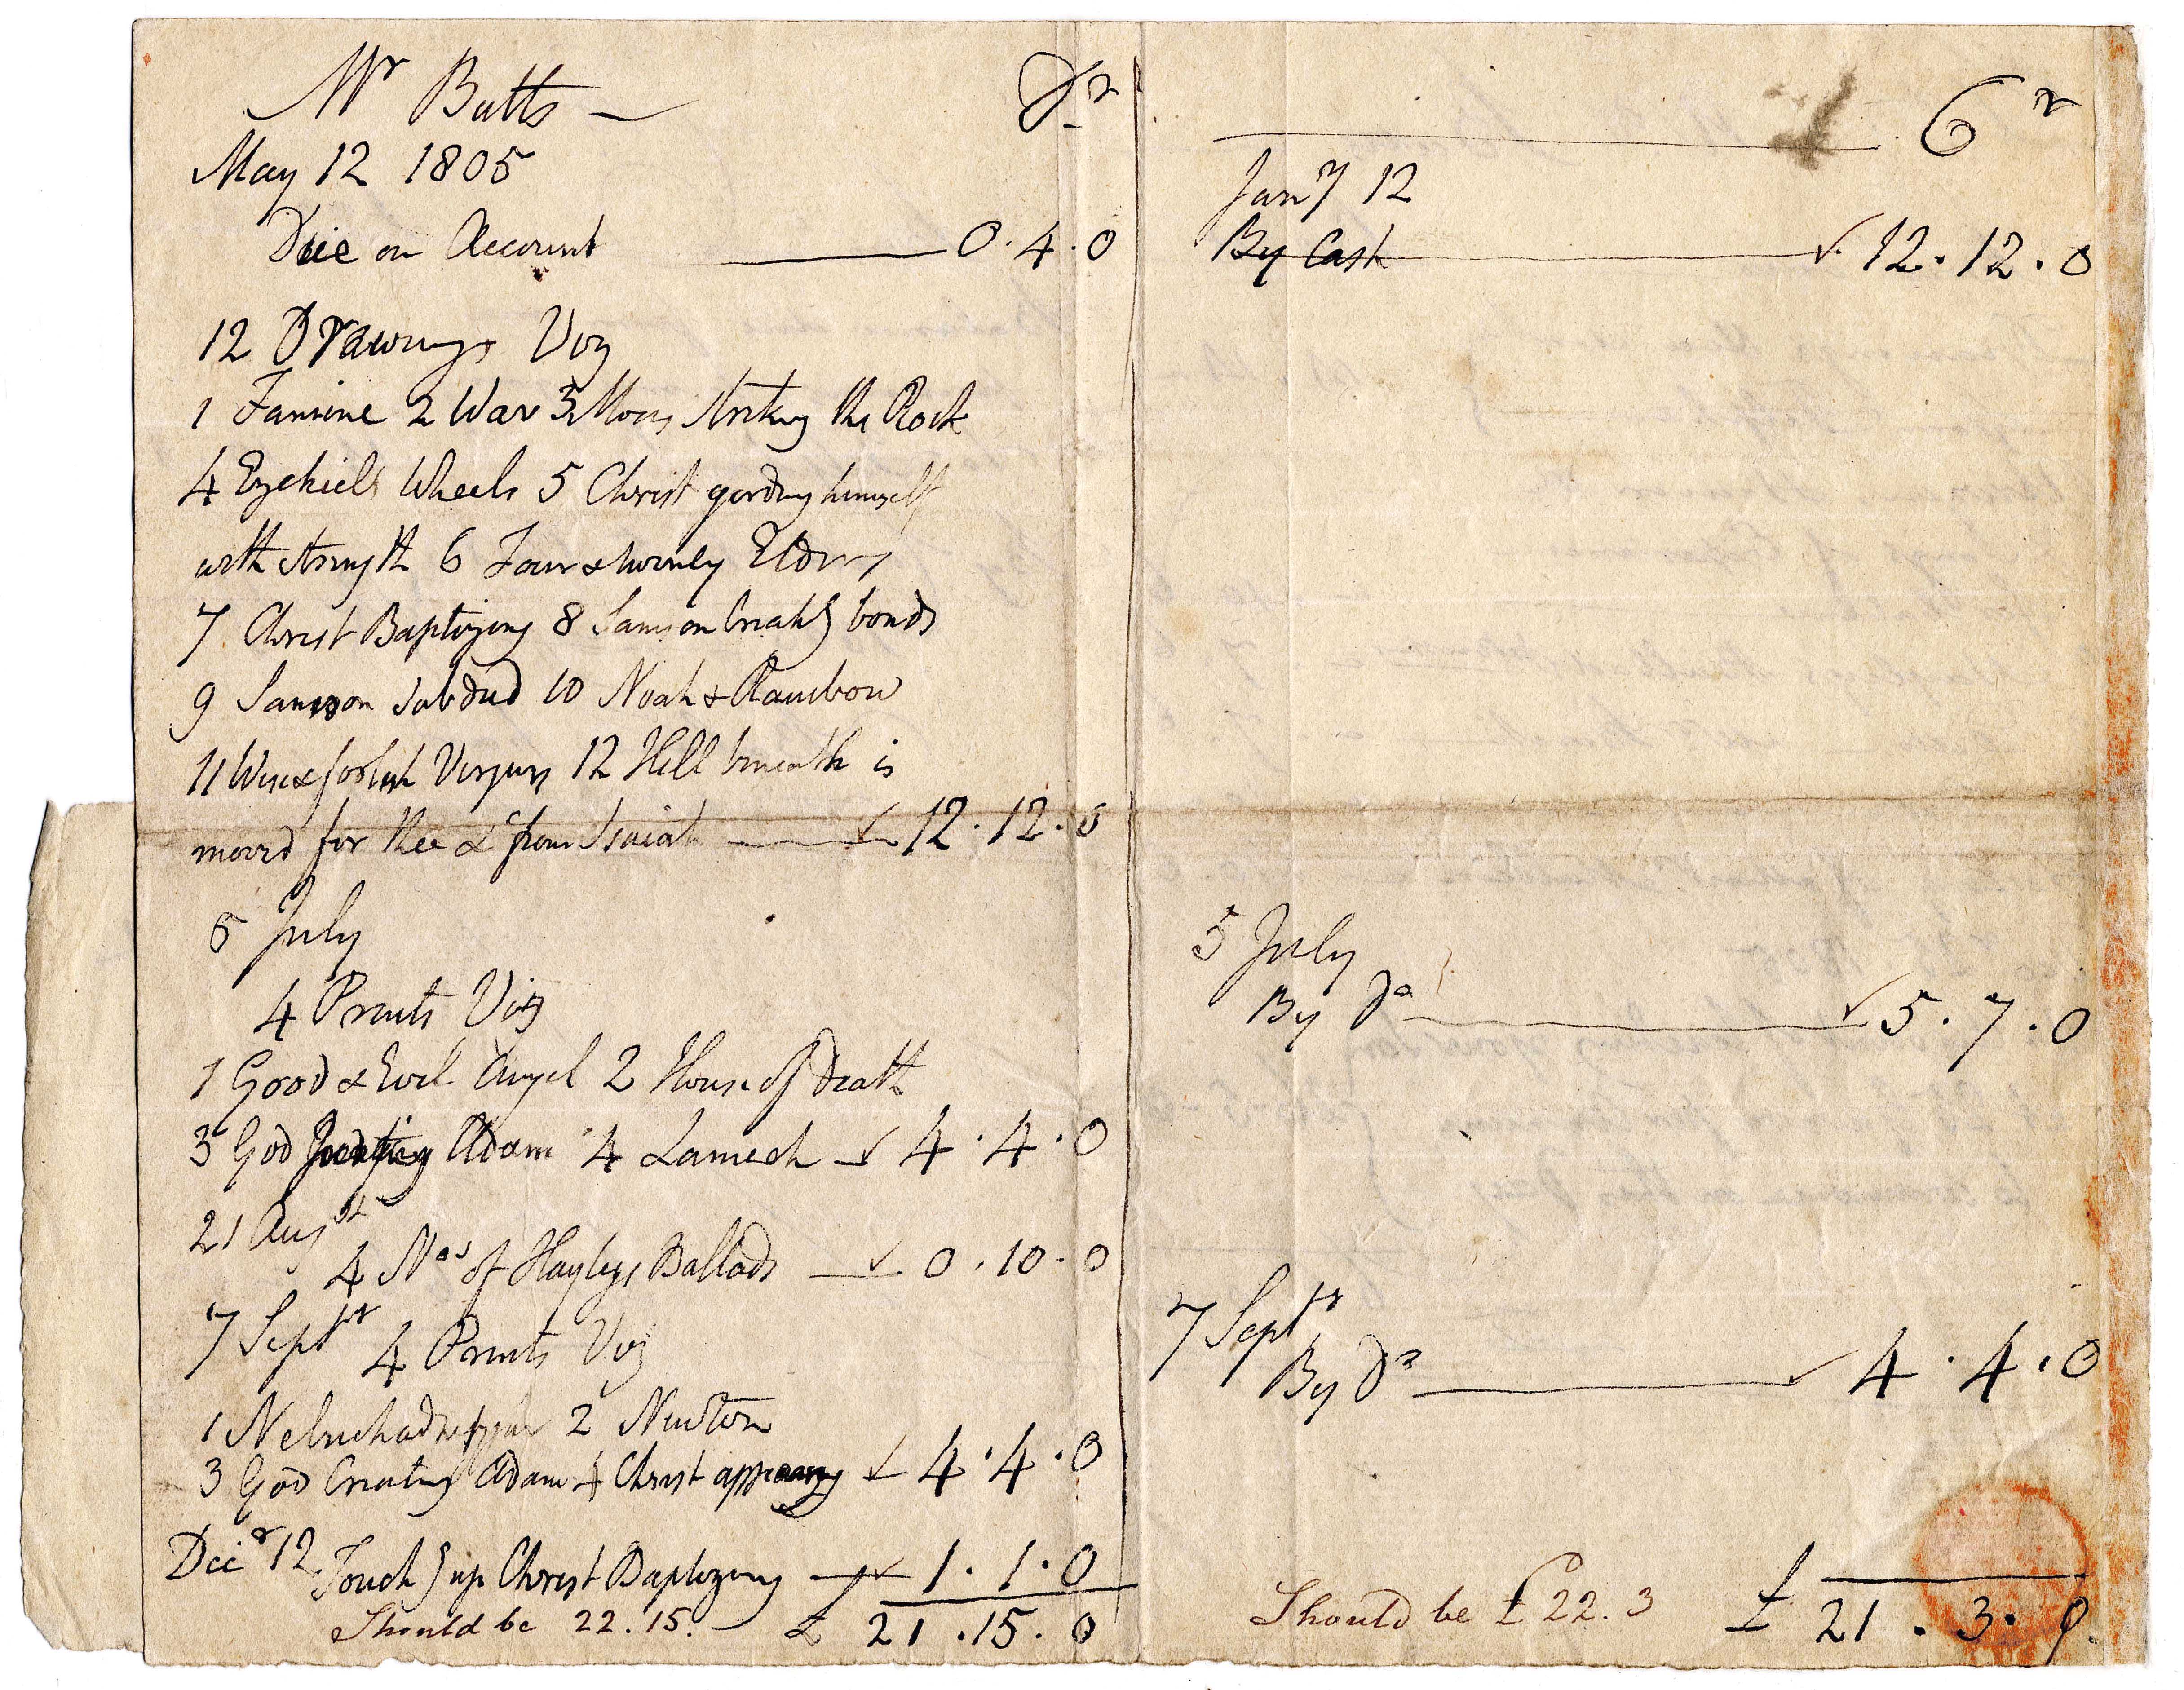 Mr Butts — Dr
May 12 1805
Due on Account 0.4.0
12 Drawings Viz
1 Famine 2 War 3 Moses striking the Rock
4 Ezekiels Wheels 5 Christ girding himself
with strength 6 Four & twenty Elders
7 Christ Baptizing 8 Samson breaks bonds
9 Samson subdued 10 Noah & Rainbow
11 Wise & foolish Virgins 12 Hell beneath is
moved for thee &c from Isaiah 12.12.0
5 July
4 Prints Viz
1 Good & Evil Angel 2 House of Death
3 God Judging Adam 4 Lamech 4.4.0
21 Augst
4 Nos of Hayleys Ballads 0.10.0
7 Septr 4 Prints Viz
1 Nebuchadnezzar 2 Newton
3 God Creating Adam 4 Christ appearing 4.4.0
Decr 12 Touchg up Christ Baptizing 1.1.0
Should be 22.15. £ 21.15.0
Cr
Jany 12
By Cash 12.12.0
5 July
By Do 5.7.0
7 Septr
By Do 4.4.0
Should be £ 22.3 £ 21.3.0